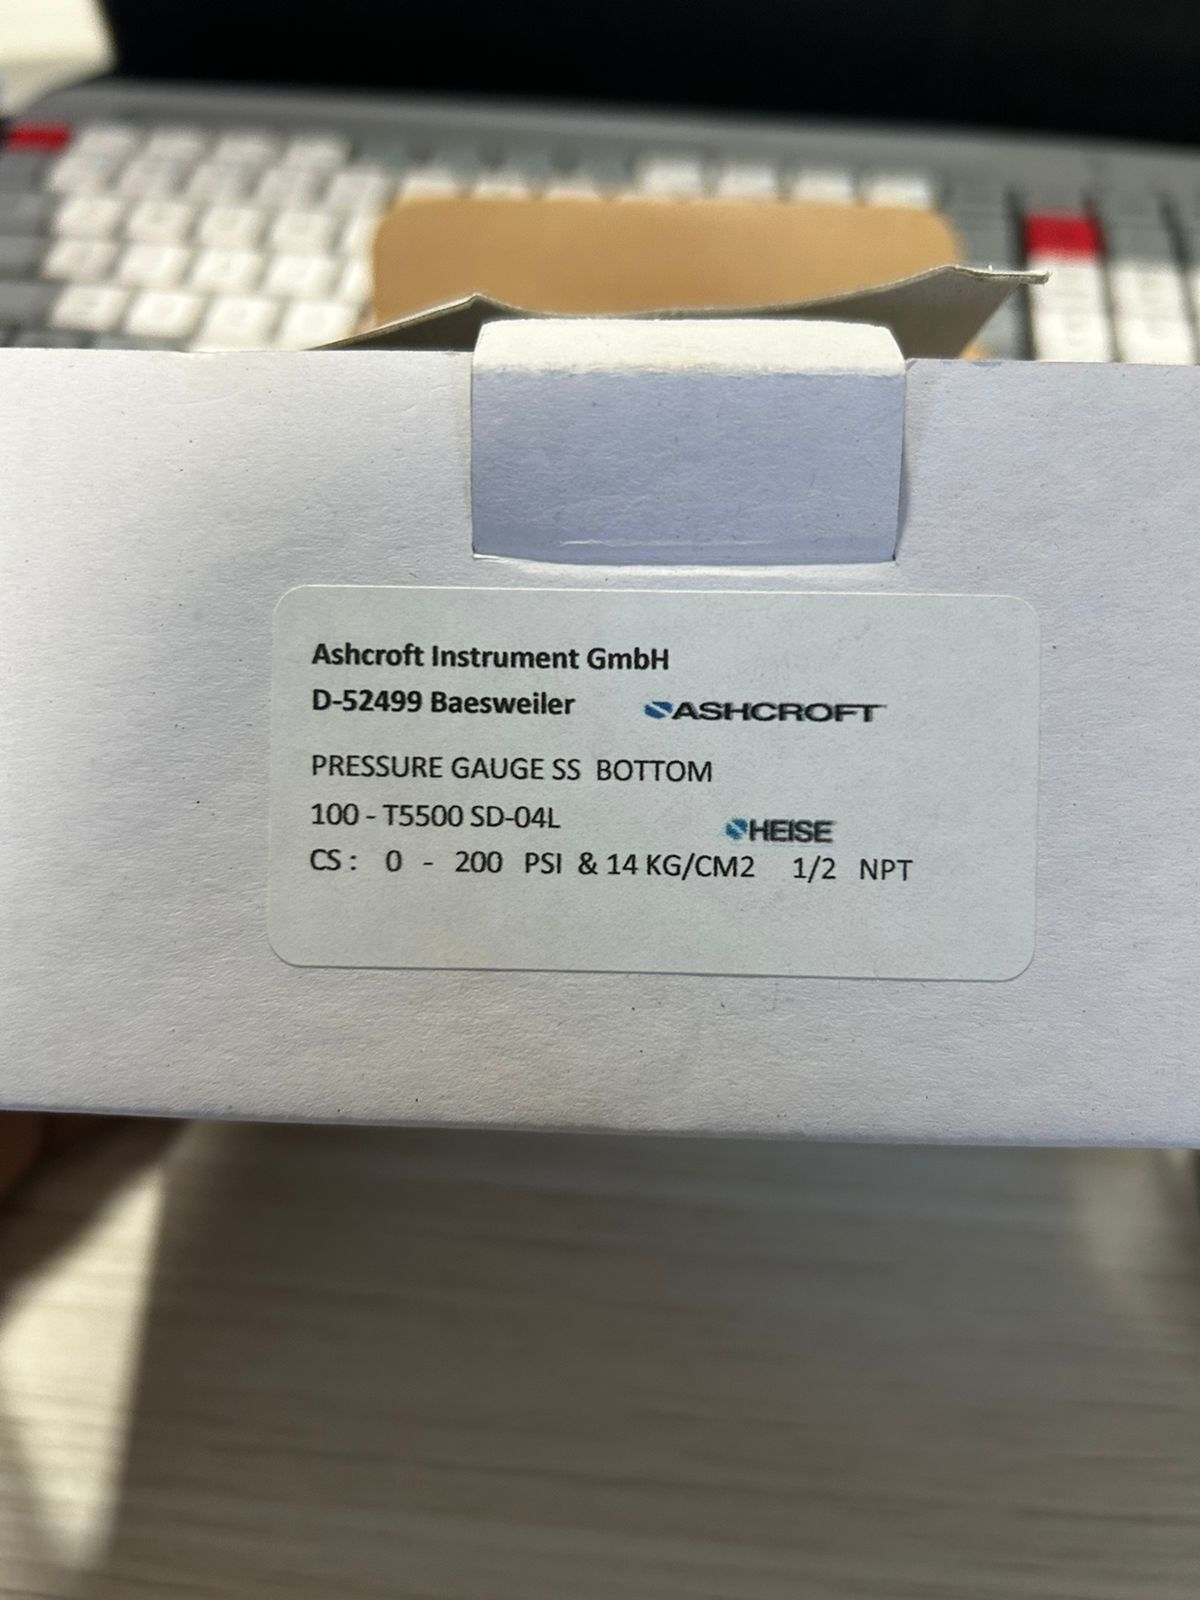 Ashcroft Instrument GmbH
D-52499 Baesweiler ASHCROFT
PRESSURE GAUGE SS BOTTOM
100 - T5500 SD-04L HEISE
CS : 0 - 200 PSI & 14 KG/CM2 1/2 NPT